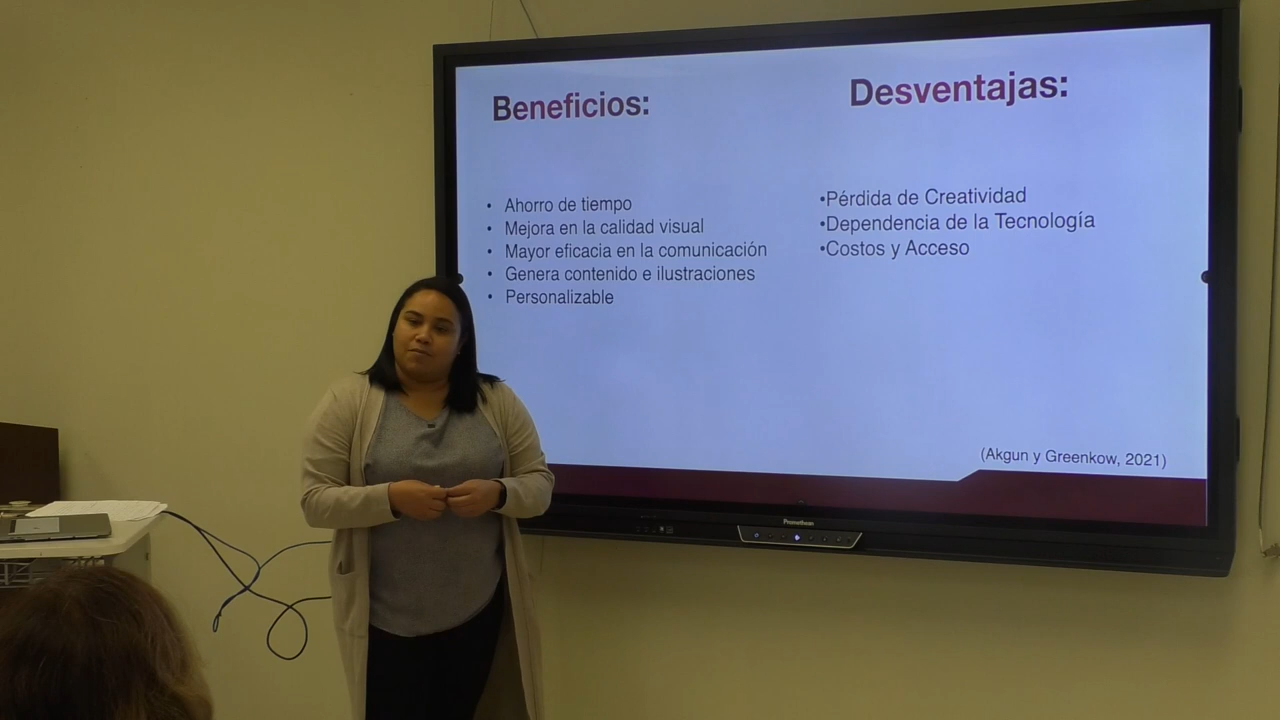 Beneficios:
• Ahorro de tiempo
• Mejora en la calidad visual
• Mayor eficacia en la comunicación
• Genera contenido e ilustraciones
• Personalizable
Desventajas:
•Pérdida de Creatividad
•Dependencia de la Tecnología
•Costos y Acceso
(Akgun y Greenkow, 2021)
Promethean